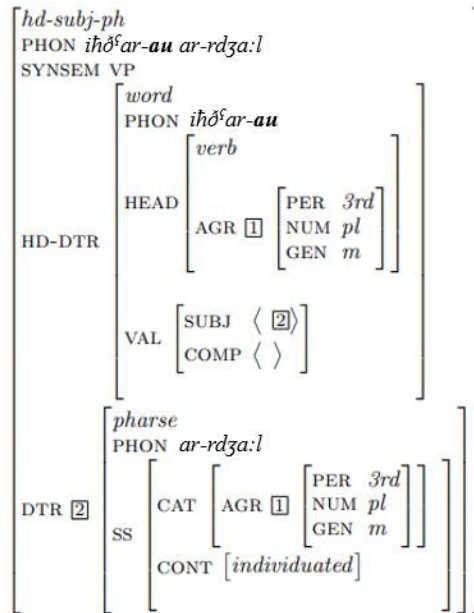 hd-subj-ph
PHON iħðˤar-au ar-rdʒa:l
SYNSEM VP
word
PHON iħðˤar-au
verb
HEAD
PER 3rd
AGR 1 NUM pl
GEN m
HD-DTR
SUBJ 〈 2〉
VAL
COMP 〈 〉
pharse
PHON ar-rdʒa:l
PER 3rd
CAT AGR 1 NUM pl
GEN m
DTR 2
SS
CONT [individuated]